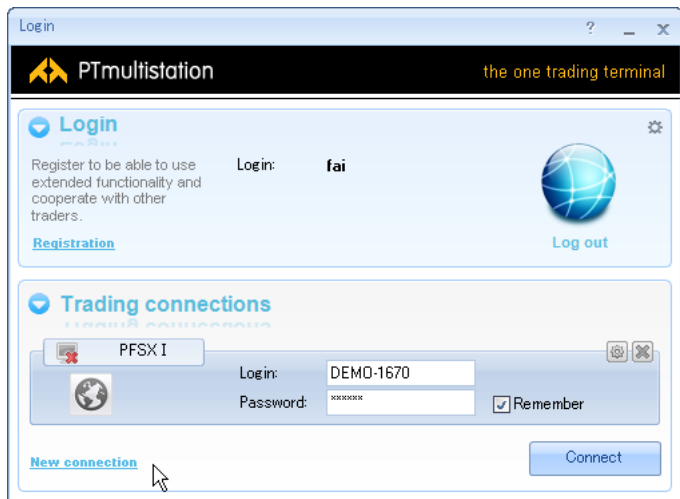 Login
PTmultistation
the one trading terminal
Login
Register to be able to use
extended functionality and
cooperate with other
traders.
Registration
Login:
fai
Log out
Trading connections
PFSX I
Login:
DEMO-1670
Password:
××××××
Remember
New connection
Connect